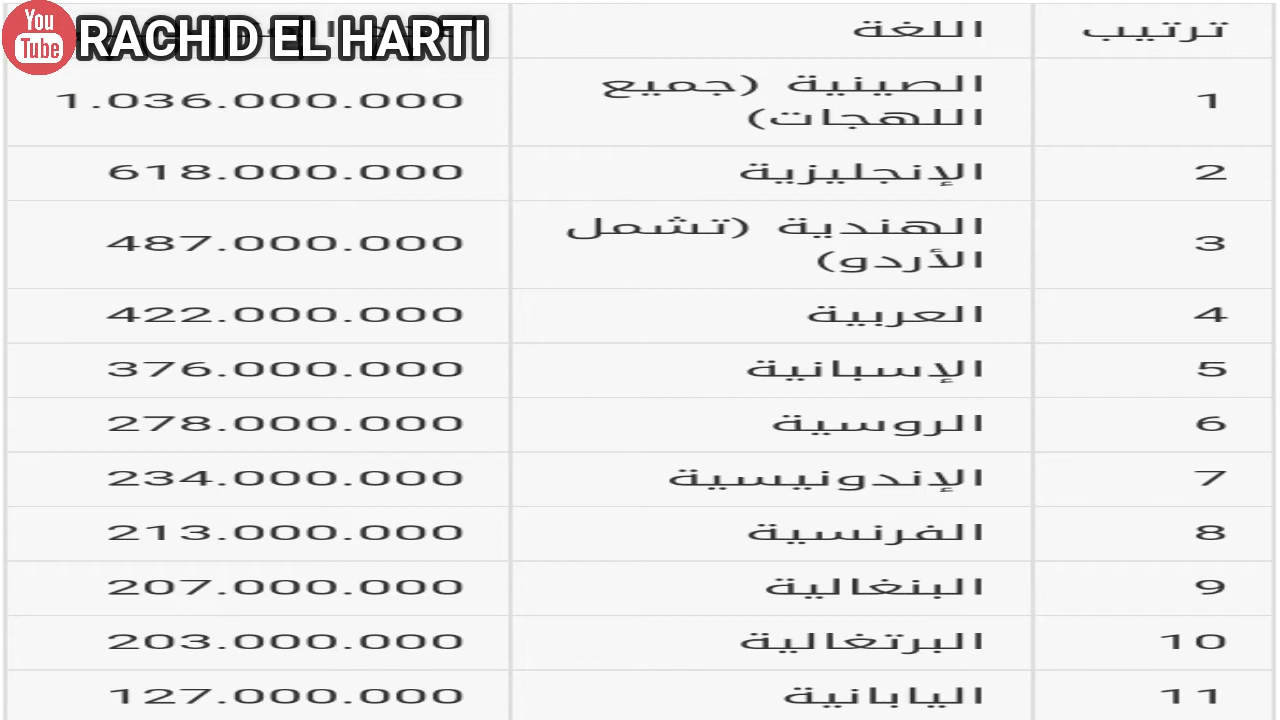 You
Tube
RACHID EL HARTI
ترتيب اللغة
1 الصينية (جميع اللهجات) 1.036.000.000
2 الإنجليزية 618.000.000
3 الهندية (تشمل الأردو) 487.000.000
4 العربية 422.000.000
5 الإسبانية 376.000.000
6 الروسية 278.000.000
7 الإندونيسية 234.000.000
8 الفرنسية 213.000.000
9 البنغالية 207.000.000
10 البرتغالية 203.000.000
11 اليابانية 127.000.000